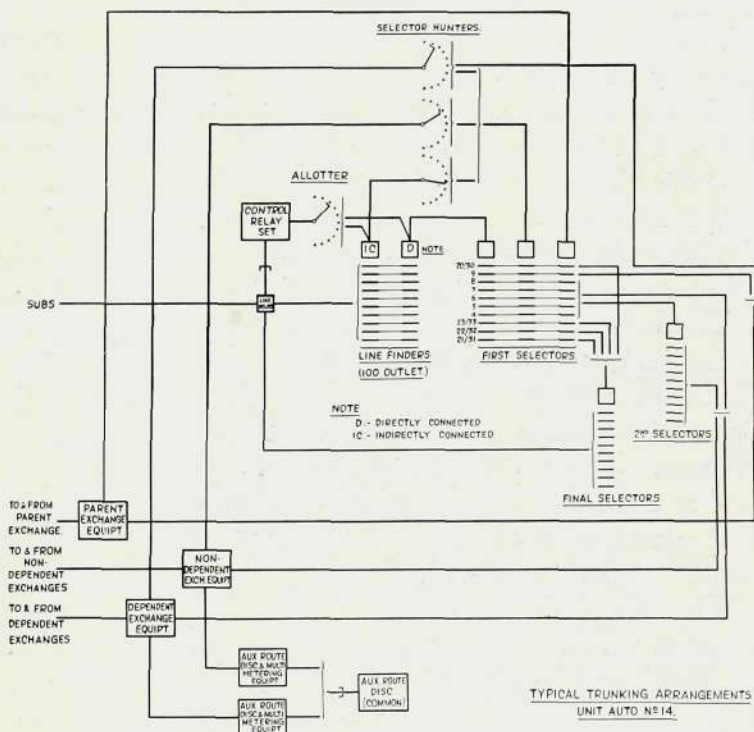 SELECTOR HUNTERS.
ALLOTTER
CONTROL
RELAY
SET
IC
D
NOTE
SUBS
20/30
9
8
7
6
5
4
23/33
22/32
21/31
LINE FINDERS
(100 OUTLET)
FIRST SELECTORS
NOTE
D.- DIRECTLY CONNECTED
IC.- INDIRECTLY CONNECTED
2ND SELECTORS
FINAL SELECTORS
TO & FROM
PARENT
EXCHANGE.
PARENT
EXCHANGE
EQUIPT
TO & FROM
NON-
DEPENDENT
EXCHANGES
NON-
DEPENDENT
EXCH EQUIPT
TO & FROM
DEPENDENT
EXCHANGES
DEPENDENT
EXCHANGE
EQUIPT
AUX ROUTE
DISC & MULTI
METERING
EQUIPT
AUX ROUTE
DISC
(COMMON)
AUX ROUTE
DISC & MULTI
METERING
EQUIPT
TYPICAL TRUNKING ARRANGEMENTS
UNIT AUTO Nº 14.